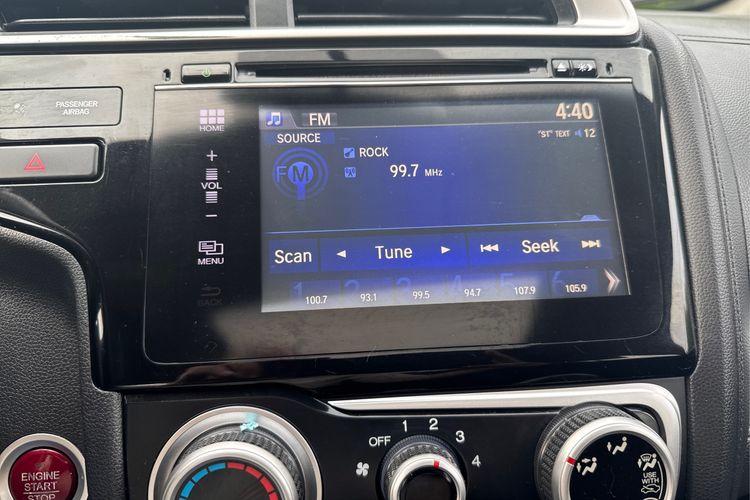 PASSENGER
AIRBAG
HOME
VOL
MENU
BACK
FM
4:40
SOURCE
"ST" TEXT 12
FM
ROCK
99.7 MHz
Scan Tune Seek
1 2 3 4 5 6
100.7 93.1 99.5 94.7 107.9 105.9
OFF 1 2 3 4
ENGINE
START
STOP
USE
WITH